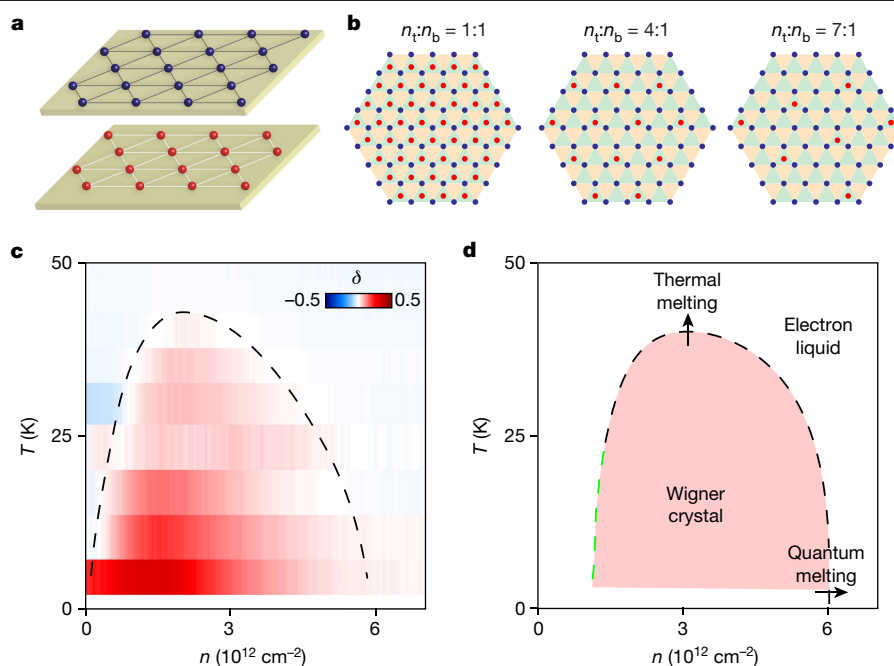 a
b
nt:nb = 1:1
nt:nb = 4:1
nt:nb = 7:1
c
50
25
0
T (K)
δ
−0.5
0.5
0
3
6
n (10¹² cm⁻²)
d
50
25
0
T (K)
Thermal
melting
Electron
liquid
Wigner
crystal
Quantum
melting
0
3
6
n (10¹² cm⁻²)